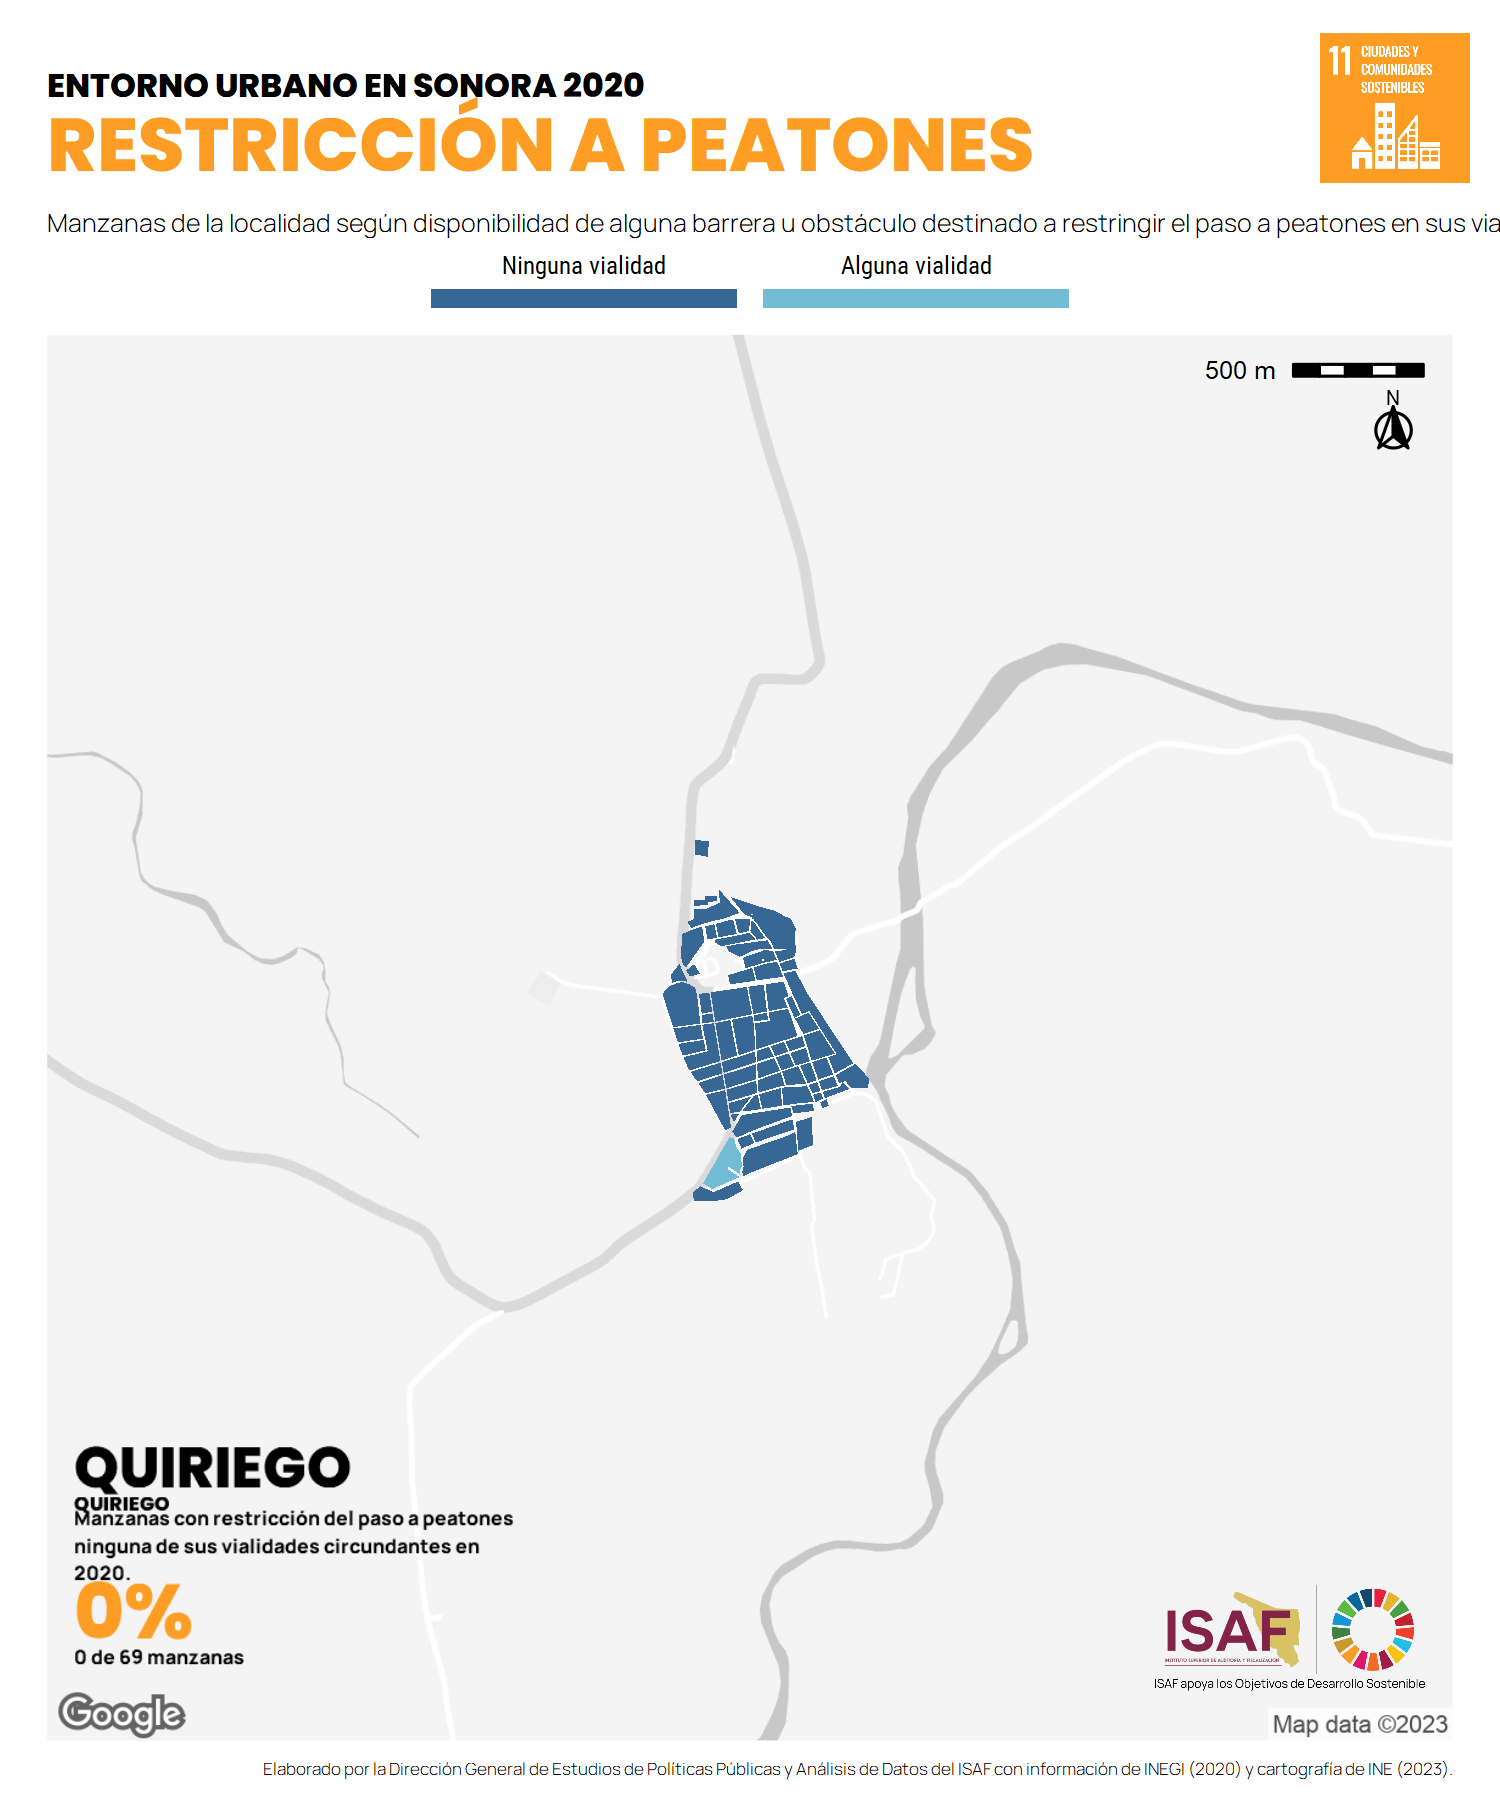 ENTORNO URBANO EN SONORA 2020
RESTRICCIÓN A PEATONES
11 CIUDADES Y
COMUNIDADES
SOSTENIBLES
Manzanas de la localidad según disponibilidad de alguna barrera u obstáculo destinado a restringir el paso a peatones en sus via
Ninguna vialidad
Alguna vialidad
500 m
N
QUIRIEGO
QUIRIEGO
Manzanas con restricción del paso a peatones
ninguna de sus vialidades circundantes en
2020.
0%
0 de 69 manzanas
Google
ISAF
INSTITUTO SUPERIOR DE AUDITORÍA Y FISCALIZACIÓN
ISAF apoya los Objetivos de Desarrollo Sostenible
Map data ©2023
Elaborado por la Dirección General de Estudios de Políticas Públicas y Análisis de Datos del ISAF con información de INEGI (2020) y cartografía de INE (2023).